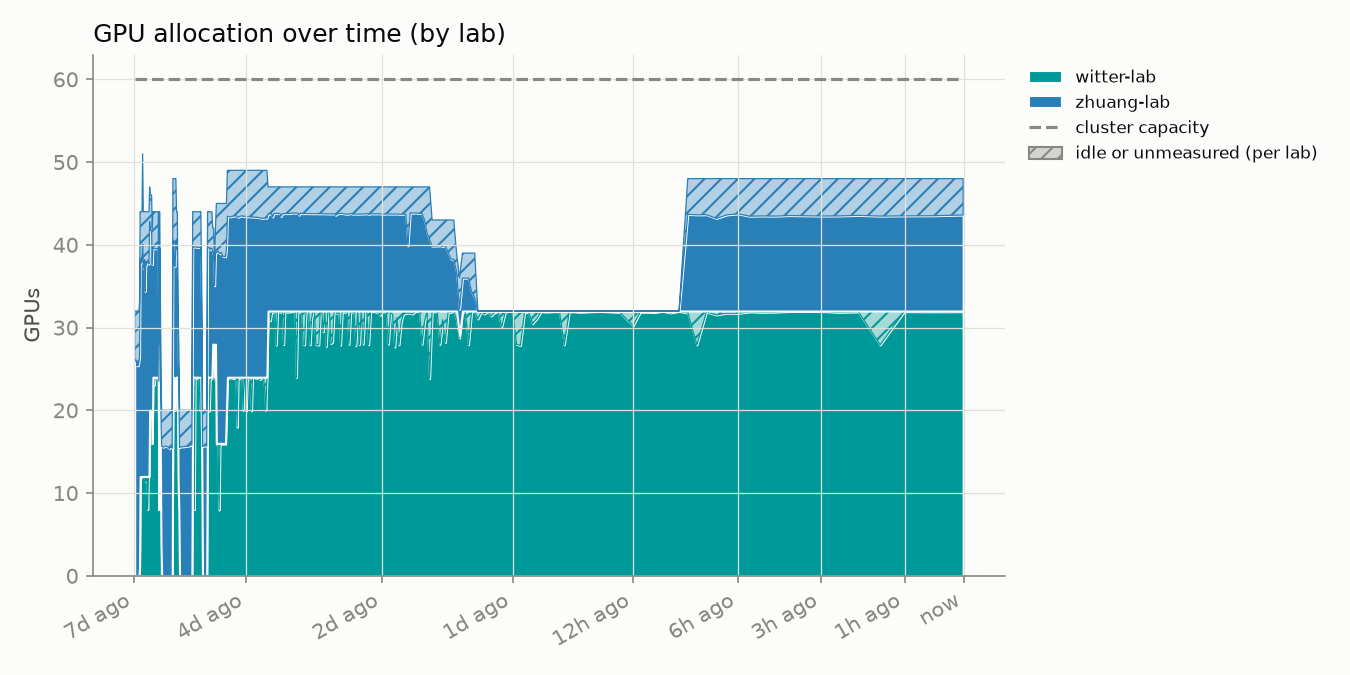 GPU allocation over time (by lab)
60
50
40
30
20
10
0
GPUs
7d ago
4d ago
2d ago
1d ago
12h ago
6h ago
3h ago
1h ago
now
witter-lab
zhuang-lab
cluster capacity
idle or unmeasured (per lab)